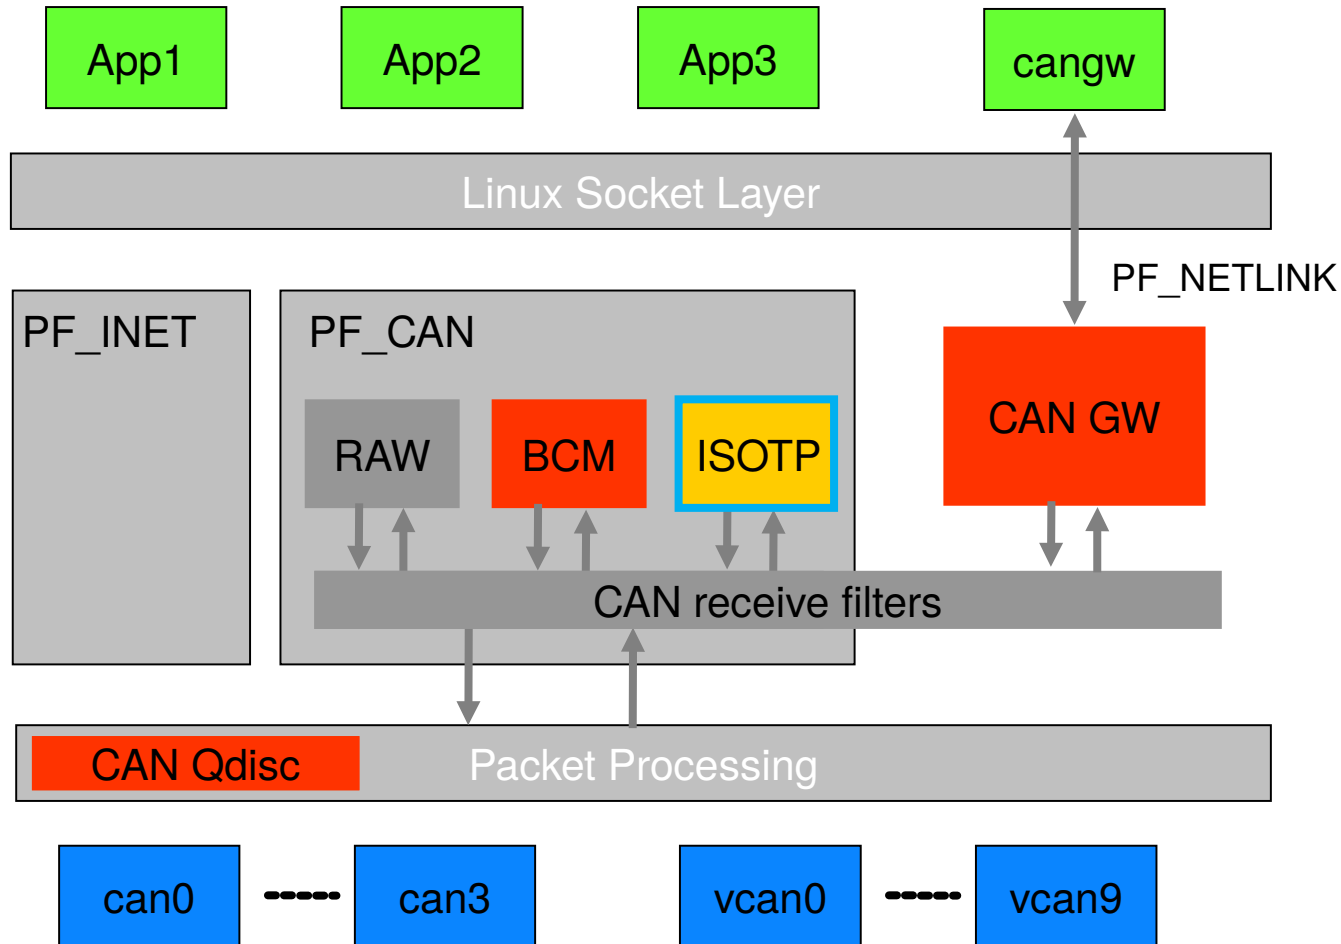 App1
App2
App3
cangw
Linux Socket Layer
PF_NETLINK
PF_INET
PF_CAN
CAN GW
RAW
BCM
ISOTP
CAN receive filters
CAN Qdisc
Packet Processing
can0
can3
vcan0
vcan9